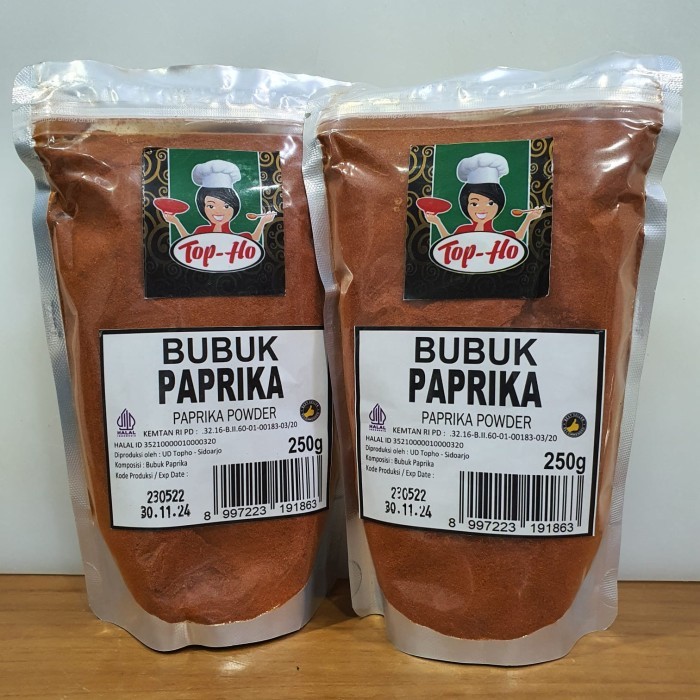 Top-Ho
BUBUK
PAPRIKA
PAPRIKA POWDER
HALAL
INDONESIA
KEMTAN RI PD : .32.16-B.II.60-01-00183-03/20
HALAL ID 35210000010000320
Diproduksi oleh : UD Topho - Sidoarjo
Komposisi : Bubuk Paprika
Kode Produksi / Exp Date :
250g
230522
30.11.24
8 997223 191863
Top-Ho
BUBUK
PAPRIKA
PAPRIKA POWDER
HALAL
INDONESIA
KEMTAN RI PD : .32.16-B.II.60-01-00183-03/20
HALAL ID 35210000010000320
Diproduksi oleh : UD Topho - Sidoarjo
Komposisi : Bubuk Paprika
Kode Produksi / Exp Date :
250g
230522
30.11.24
8 997223 191863